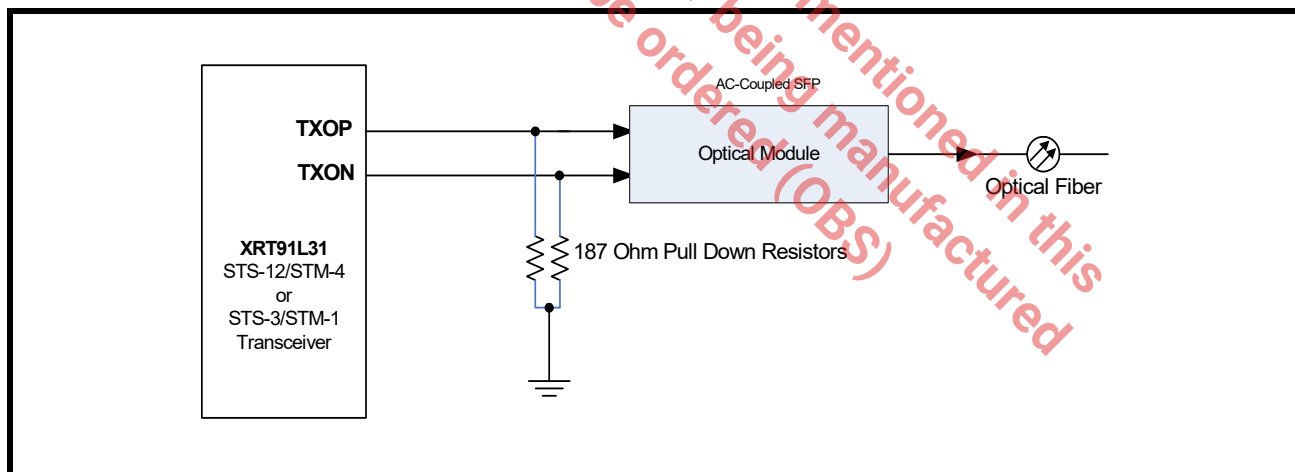 mentioned in this
being manufactured
be ordered (OBS)
AC-Coupled SFP
TXOP
Optical Module
TXON
Optical Fiber
XRT91L31
STS-12/STM-4
or
STS-3/STM-1
Transceiver
187 Ohm Pull Down Resistors